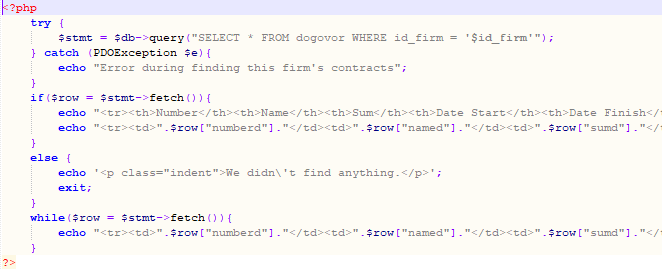 <?php
try {
$stmt = $db->query("SELECT * FROM dogovor WHERE id_firm = '$id_firm'");
} catch (PDOException $e){
echo "Error during finding this firm's contracts";
}
if($row = $stmt->fetch()){
echo "<tr><th>Number</th><th>Name</th><th>Sum</th><th>Date Start</th><th>Date Finish</
echo "<tr><td>".$row["numberd"]."</td><td>".$row["named"]."</td><td>".$row["sumd"]."</
}
else {
echo '<p class="indent">We didn\'t find anything.</p>';
exit;
}
while($row = $stmt->fetch()){
echo "<tr><td>".$row["numberd"]."</td><td>".$row["named"]."</td><td>".$row["sumd"]."</
}
?>